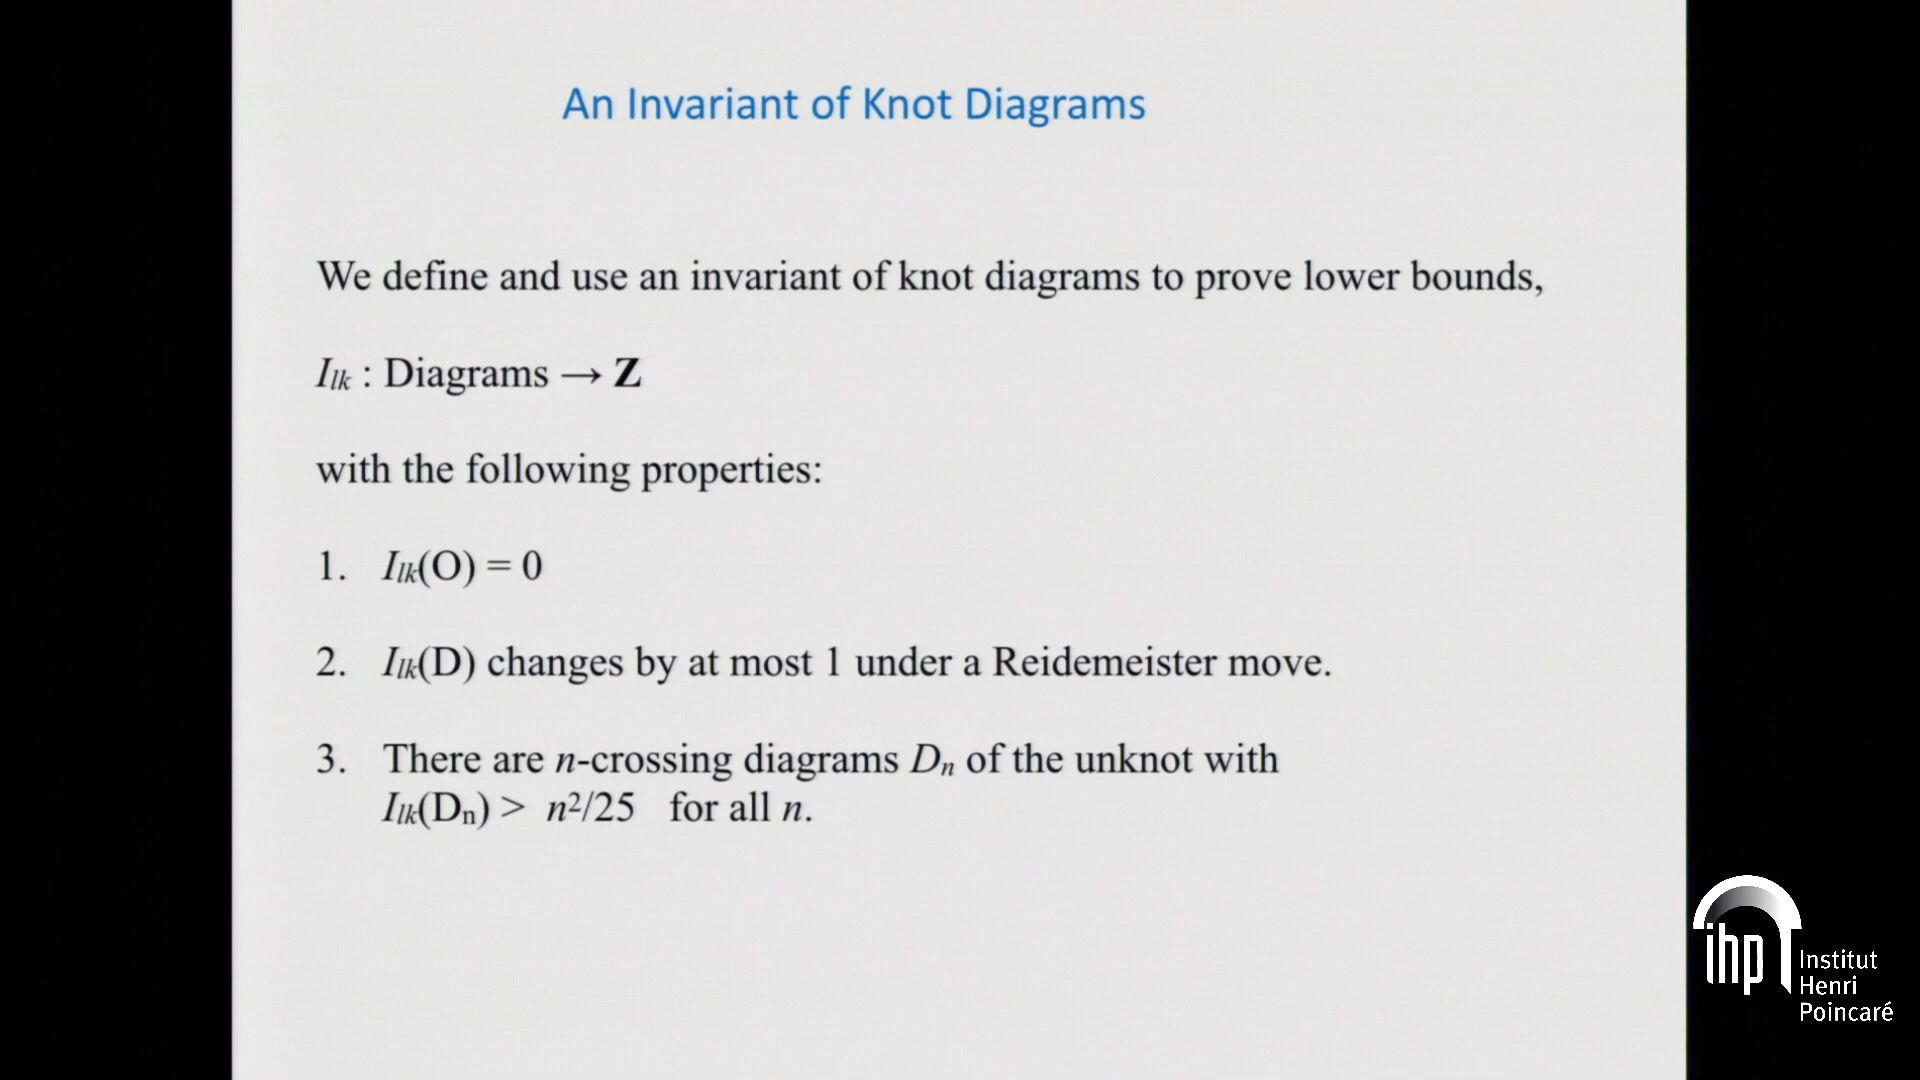 An Invariant of Knot Diagrams
We define and use an invariant of knot diagrams to prove lower bounds,
Ilk : Diagrams → Z
with the following properties:
1. Ilk(O) = 0
2. Ilk(D) changes by at most 1 under a Reidemeister move.
3. There are n-crossing diagrams Dn of the unknot with
Ilk(Dn) > n²/25 for all n.
ihp Institut
Henri
Poincaré